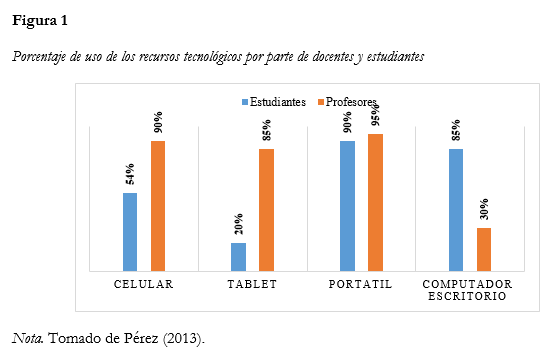 Figura 1
Porcentaje de uso de los recursos tecnológicos por parte de docentes y estudiantes
Estudiantes Profesores
54% 90% 20% 85% 90% 95% 85% 30%
CELULAR TABLET PORTATIL COMPUTADOR
ESCRITORIO
Nota. Tomado de Pérez (2013).